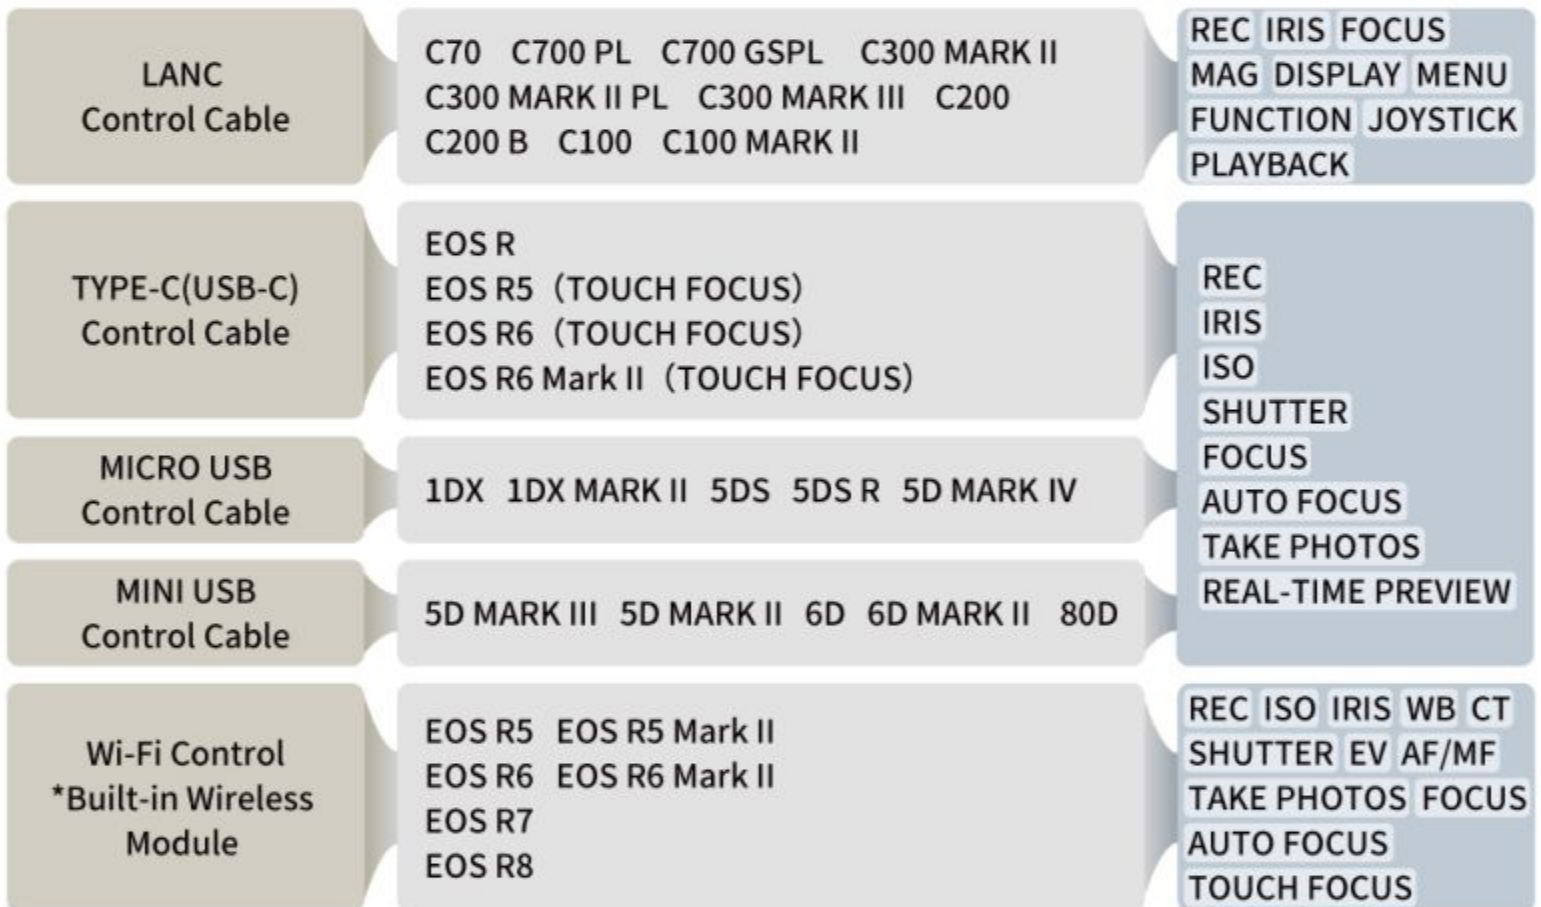 LANC
Control Cable
C70 C700 PL C700 GSPL C300 MARK II
C300 MARK II PL C300 MARK III C200
C200 B C100 C100 MARK II
REC IRIS FOCUS
MAG DISPLAY MENU
FUNCTION JOYSTICK
PLAYBACK
TYPE-C(USB-C)
Control Cable
EOS R
EOS R5（TOUCH FOCUS）
EOS R6（TOUCH FOCUS）
EOS R6 Mark II（TOUCH FOCUS）
MICRO USB
Control Cable
1DX 1DX MARK II 5DS 5DS R 5D MARK IV
MINI USB
Control Cable
5D MARK III 5D MARK II 6D 6D MARK II 80D
REC
IRIS
ISO
SHUTTER
FOCUS
AUTO FOCUS
TAKE PHOTOS
REAL-TIME PREVIEW
Wi-Fi Control
*Built-in Wireless
Module
EOS R5 EOS R5 Mark II
EOS R6 EOS R6 Mark II
EOS R7
EOS R8
REC ISO IRIS WB CT
SHUTTER EV AF/MF
TAKE PHOTOS FOCUS
AUTO FOCUS
TOUCH FOCUS